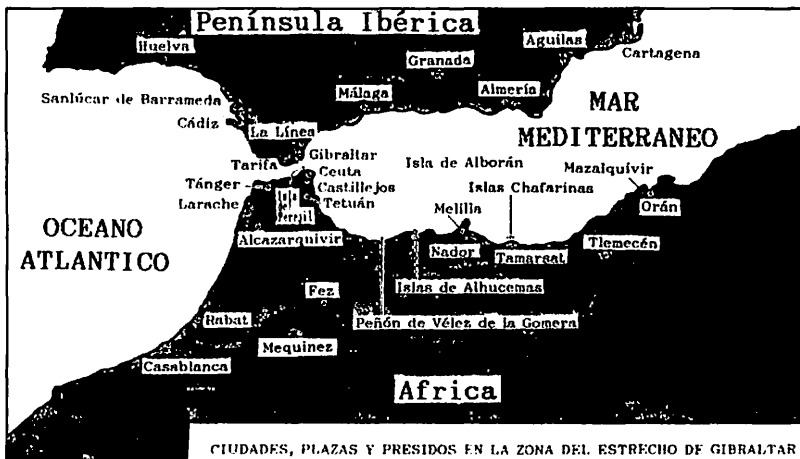 Península Ibérica
Huelva
Aguilas
Granada
Cartagena
Málaga
Almería
Sanlúcar de Barrameda
Cádiz
MAR
MEDITERRANEO
La Línea
Gibraltar
Tarifa
Isla de Alborán
Ceuta
Mazalquívir
Tánger
Castillejos
Islas Chafarinas
Larache
Isla
Perejil
Tetuán
Melilla
Orán
OCEANO
ATLANTICO
Alcazarquivir
Nador
Tamarsat
Tlemecén
Islas de Alhucemas
Fez
Peñón de Vélez de la Gomera
Rabat
Mequinez
Casablanca
Africa
CIUDADES, PLAZAS Y PRESIDOS EN LA ZONA DEL ESTRECHO DE GIBRALTAR